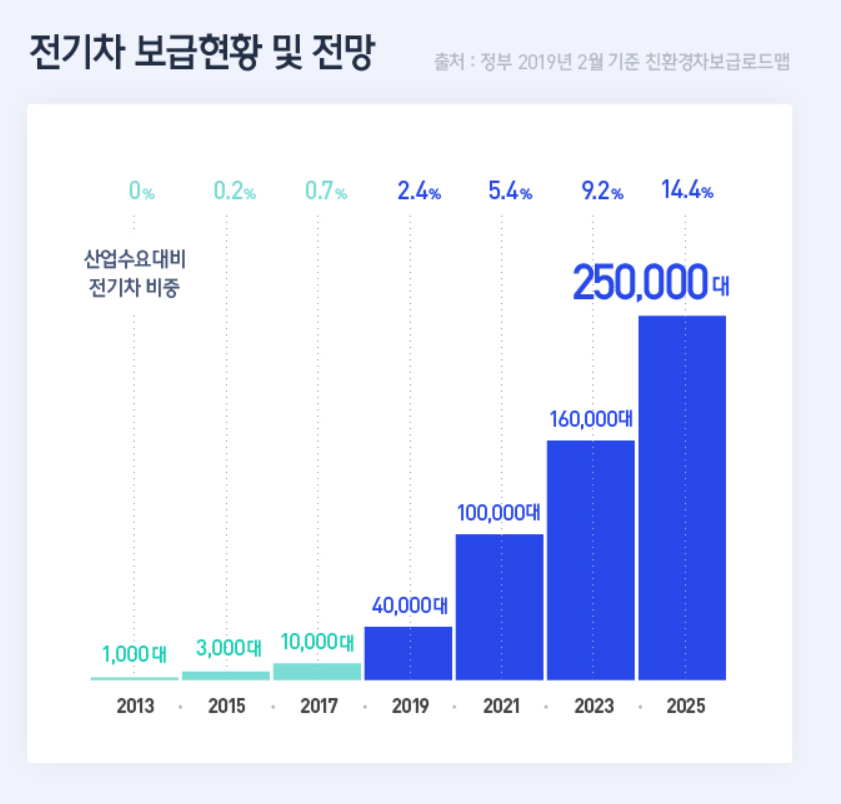 전기차 보급현황 및 전망
출처 : 정부 2019년 2월 기준 친환경차보급로드맵
0% 0.2% 0.7% 2.4% 5.4% 9.2% 14.4%
산업수요대비
전기차 비중
250,000대
160,000대
100,000대
40,000대
10,000대
3,000대
1,000대
2013 · 2015 · 2017 · 2019 · 2021 · 2023 · 2025